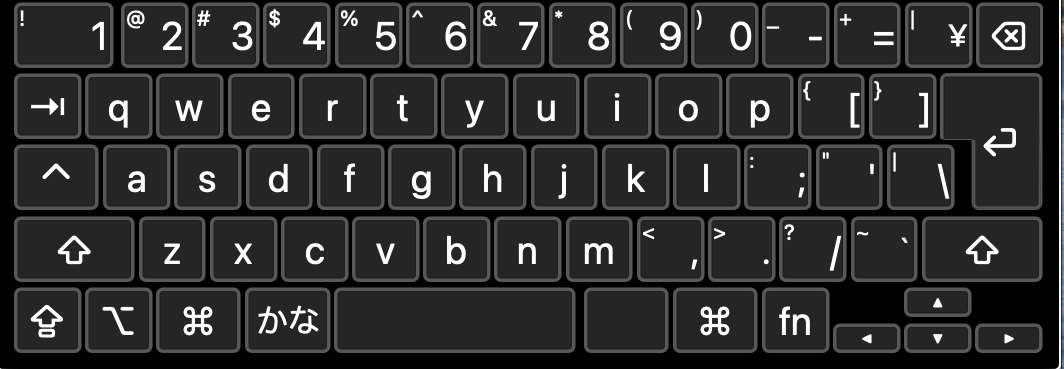 ! 1 @ 2 # 3 $ 4 % 5 ^ 6 & 7 * 8 ( 9 ) 0 _ - + = | ¥ ⌫
⇥ q w e r t y u i o p { [ } ] ⏎
^ a s d f g h j k l : ; " ' | \
⇧ z x c v b n m < , > . ? / ~ ` ⇧
⇪ ⌥ ⌘ かな ⌘ fn ◀ ▲ ▼ ▶